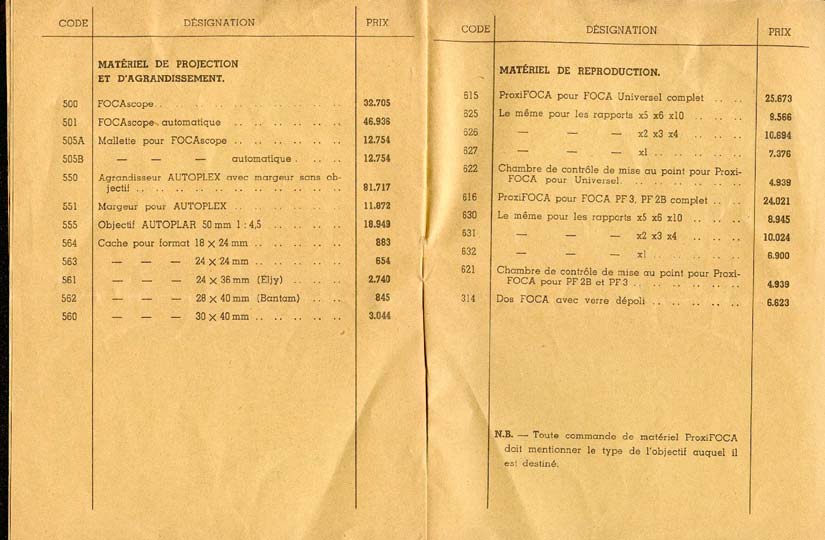 CODE DÉSIGNATION PRIX
MATÉRIEL DE PROJECTION
ET D'AGRANDISSEMENT.
500 FOCAscope.. .. .. .. .. .. .. .. .. 32.705
501 FOCAscope automatique .. .. .. .. .. .. 46.936
505A Mallette pour FOCAscope .. .. .. .. .. .. 12.754
505B — — — automatique . .. .. 12.754
550 Agrandisseur AUTOPLEX avec margeur sans ob-
jectif .. .. .. .. .. .. .. .. .. .. .. 81.717
551 Margeur pour AUTOPLEX .. .. .. .. .. .. 11.872
555 Objectif AUTOPLAR 50 mm 1 : 4,5 .. .. .. .. 18.949
564 Cache pour format 18 × 24 mm .. .. .. .. .. 883
563 — — — 24 × 24 mm .. .. .. .. .. 654
561 — — — 24 × 36 mm (Eljy) .. .. .. 2.740
562 — — — 28 × 40 mm (Bantam) .. .. 845
560 — — — 30 × 40 mm .. .. .. .. .. 3.044
CODE DÉSIGNATION PRIX
MATÉRIEL DE REPRODUCTION.
615 ProxiFOCA pour FOCA Universel complet .. .. 25.673
625 Le même pour les rapports x5 x6 x10 .. .. .. 9.566
626 — — — x2 x3 x4 .. .. .. 10.694
627 — — — x1 .. .. .. .. .. 7.376
622 Chambre de contrôle de mise au point pour Proxi-
FOCA pour Universel. .. .. .. .. .. .. 4.939
616 ProxiFOCA pour FOCA PF 3, PF 2B complet .. .. 24.021
630 Le même pour les rapports x5 x6 x10 .. .. .. 8.945
631 — — — x2 x3 x4 .. .. .. 10.024
632 — — — x1 .. .. .. .. .. 6.900
621 Chambre de contrôle de mise au point pour Proxi-
FOCA pour PF 2B et PF 3 .. .. .. .. .. .. 4.939
314 Dos FOCA avec verre dépoli .. .. .. .. .. 6.623
N.B. — Toute commande de matériel ProxiFOCA
doit mentionner le type de l'objectif auquel il
est destiné.